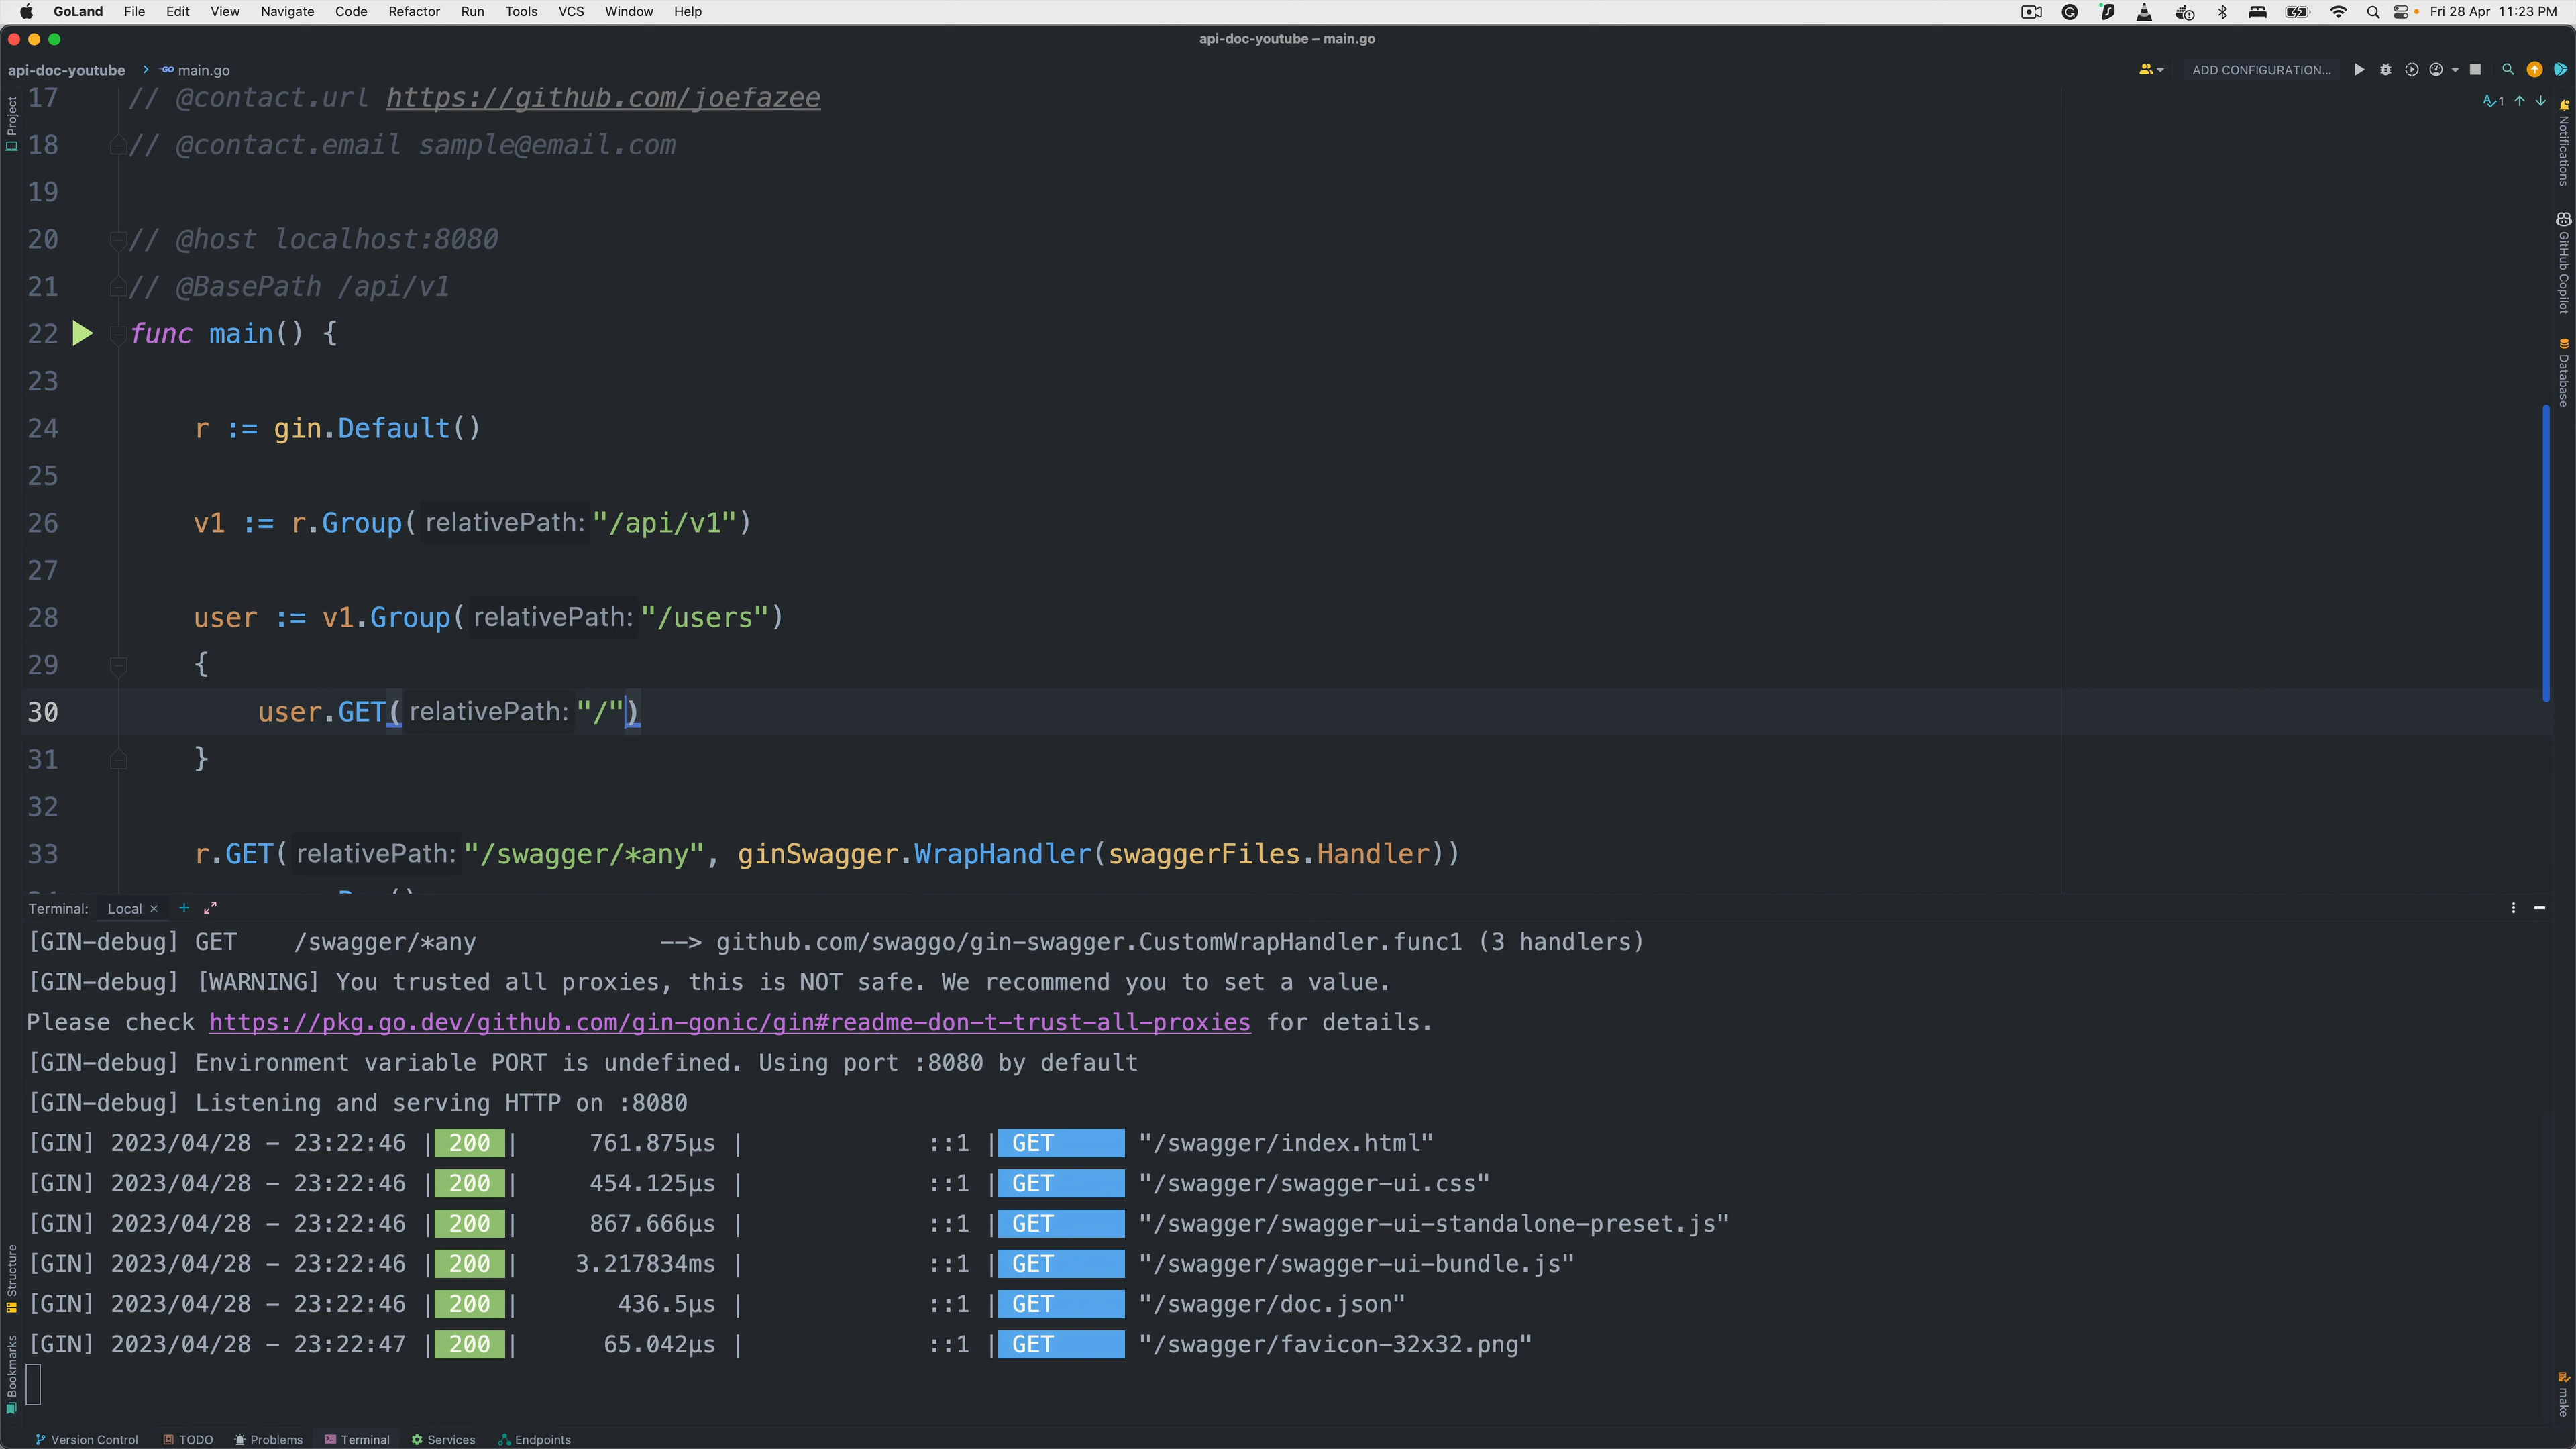 GoLand File Edit View Navigate Code Refactor Run Tools VCS Window Help Fri 28 Apr 11:23 PM
api-doc-youtube – main.go
api-doc-youtube main.go ADD CONFIGURATION...
17 // @contact.url https://github.com/joefazee
18 // @contact.email sample@email.com
19
20 // @host localhost:8080
21 // @BasePath /api/v1
22 func main() {
23
24 r := gin.Default()
25
26 v1 := r.Group( relativePath: "/api/v1")
27
28 user := v1.Group( relativePath: "/users")
29 {
30 user.GET( relativePath: "/")
31 }
32
33 r.GET( relativePath: "/swagger/*any", ginSwagger.WrapHandler(swaggerFiles.Handler))
1
Project
Structure
Bookmarks
Notifications
GitHub Copilot
Database
make
Terminal: Local × +
[GIN-debug] GET /swagger/*any --> github.com/swaggo/gin-swagger.CustomWrapHandler.func1 (3 handlers)
[GIN-debug] [WARNING] You trusted all proxies, this is NOT safe. We recommend you to set a value.
Please check https://pkg.go.dev/github.com/gin-gonic/gin#readme-don-t-trust-all-proxies for details.
[GIN-debug] Environment variable PORT is undefined. Using port :8080 by default
[GIN-debug] Listening and serving HTTP on :8080
[GIN] 2023/04/28 - 23:22:46 | 200 | 761.875µs | ::1 | GET "/swagger/index.html"
[GIN] 2023/04/28 - 23:22:46 | 200 | 454.125µs | ::1 | GET "/swagger/swagger-ui.css"
[GIN] 2023/04/28 - 23:22:46 | 200 | 867.666µs | ::1 | GET "/swagger/swagger-ui-standalone-preset.js"
[GIN] 2023/04/28 - 23:22:46 | 200 | 3.217834ms | ::1 | GET "/swagger/swagger-ui-bundle.js"
[GIN] 2023/04/28 - 23:22:46 | 200 | 436.5µs | ::1 | GET "/swagger/doc.json"
[GIN] 2023/04/28 - 23:22:47 | 200 | 65.042µs | ::1 | GET "/swagger/favicon-32x32.png"
Version Control TODO Problems Terminal Services Endpoints